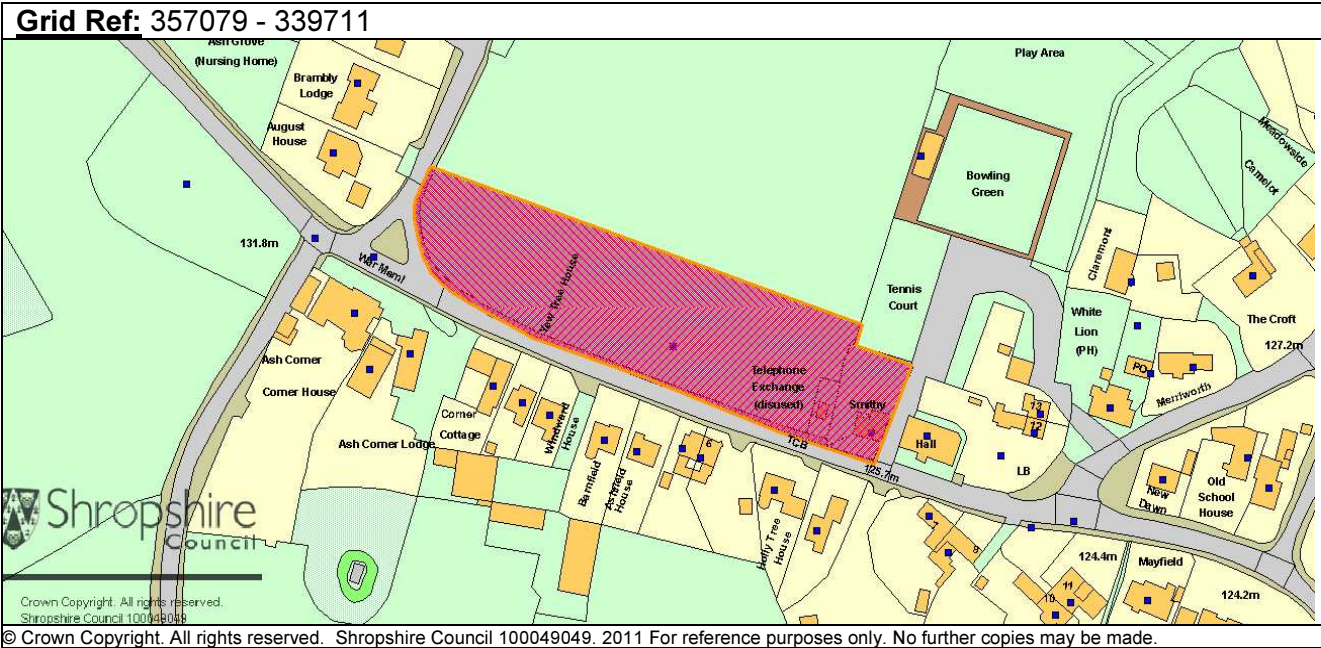 Grid Ref: 357079 - 339711
Ash Grove
(Nursing Home)
Brambly
Lodge
August
House
Play Area
Bowling
Green
Meadowside
Camelot
Claremont
131.8m
War Meml
Yew Tree House
Tennis
Court
White
Lion
(PH)
The Croft
127.2m
PO
Merriworth
Ash Corner
Corner House
Telephone
Exchange
(disused)
Smithy
Corner
Cottage
Windward
House
Ash Corner Lodge
TCB
125.7m
Hall
13
12
LB
6
Barnfield
Ashfield
House
Holly Tree
House
New
Dawn
Old
School
House
7
8
124.4m
Mayfield
11
10
124.2m
Shropshire
Council
Crown Copyright. All rights reserved.
Shropshire Council 100049049
© Crown Copyright. All rights reserved. Shropshire Council 100049049. 2011 For reference purposes only. No further copies may be made.